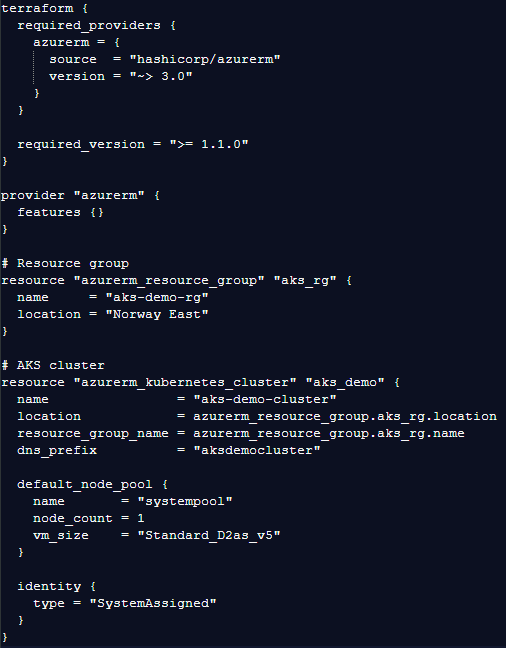 terraform {
  required_providers {
    azurerm = {
      source  = "hashicorp/azurerm"
      version = "~> 3.0"
    }
  }

  required_version = ">= 1.1.0"
}

provider "azurerm" {
  features {}
}

# Resource group
resource "azurerm_resource_group" "aks_rg" {
  name     = "aks-demo-rg"
  location = "Norway East"
}

# AKS cluster
resource "azurerm_kubernetes_cluster" "aks_demo" {
  name                = "aks-demo-cluster"
  location            = azurerm_resource_group.aks_rg.location
  resource_group_name = azurerm_resource_group.aks_rg.name
  dns_prefix          = "aksdemocluster"

  default_node_pool {
    name       = "systempool"
    node_count = 1
    vm_size    = "Standard_D2as_v5"
  }

  identity {
    type = "SystemAssigned"
  }
}